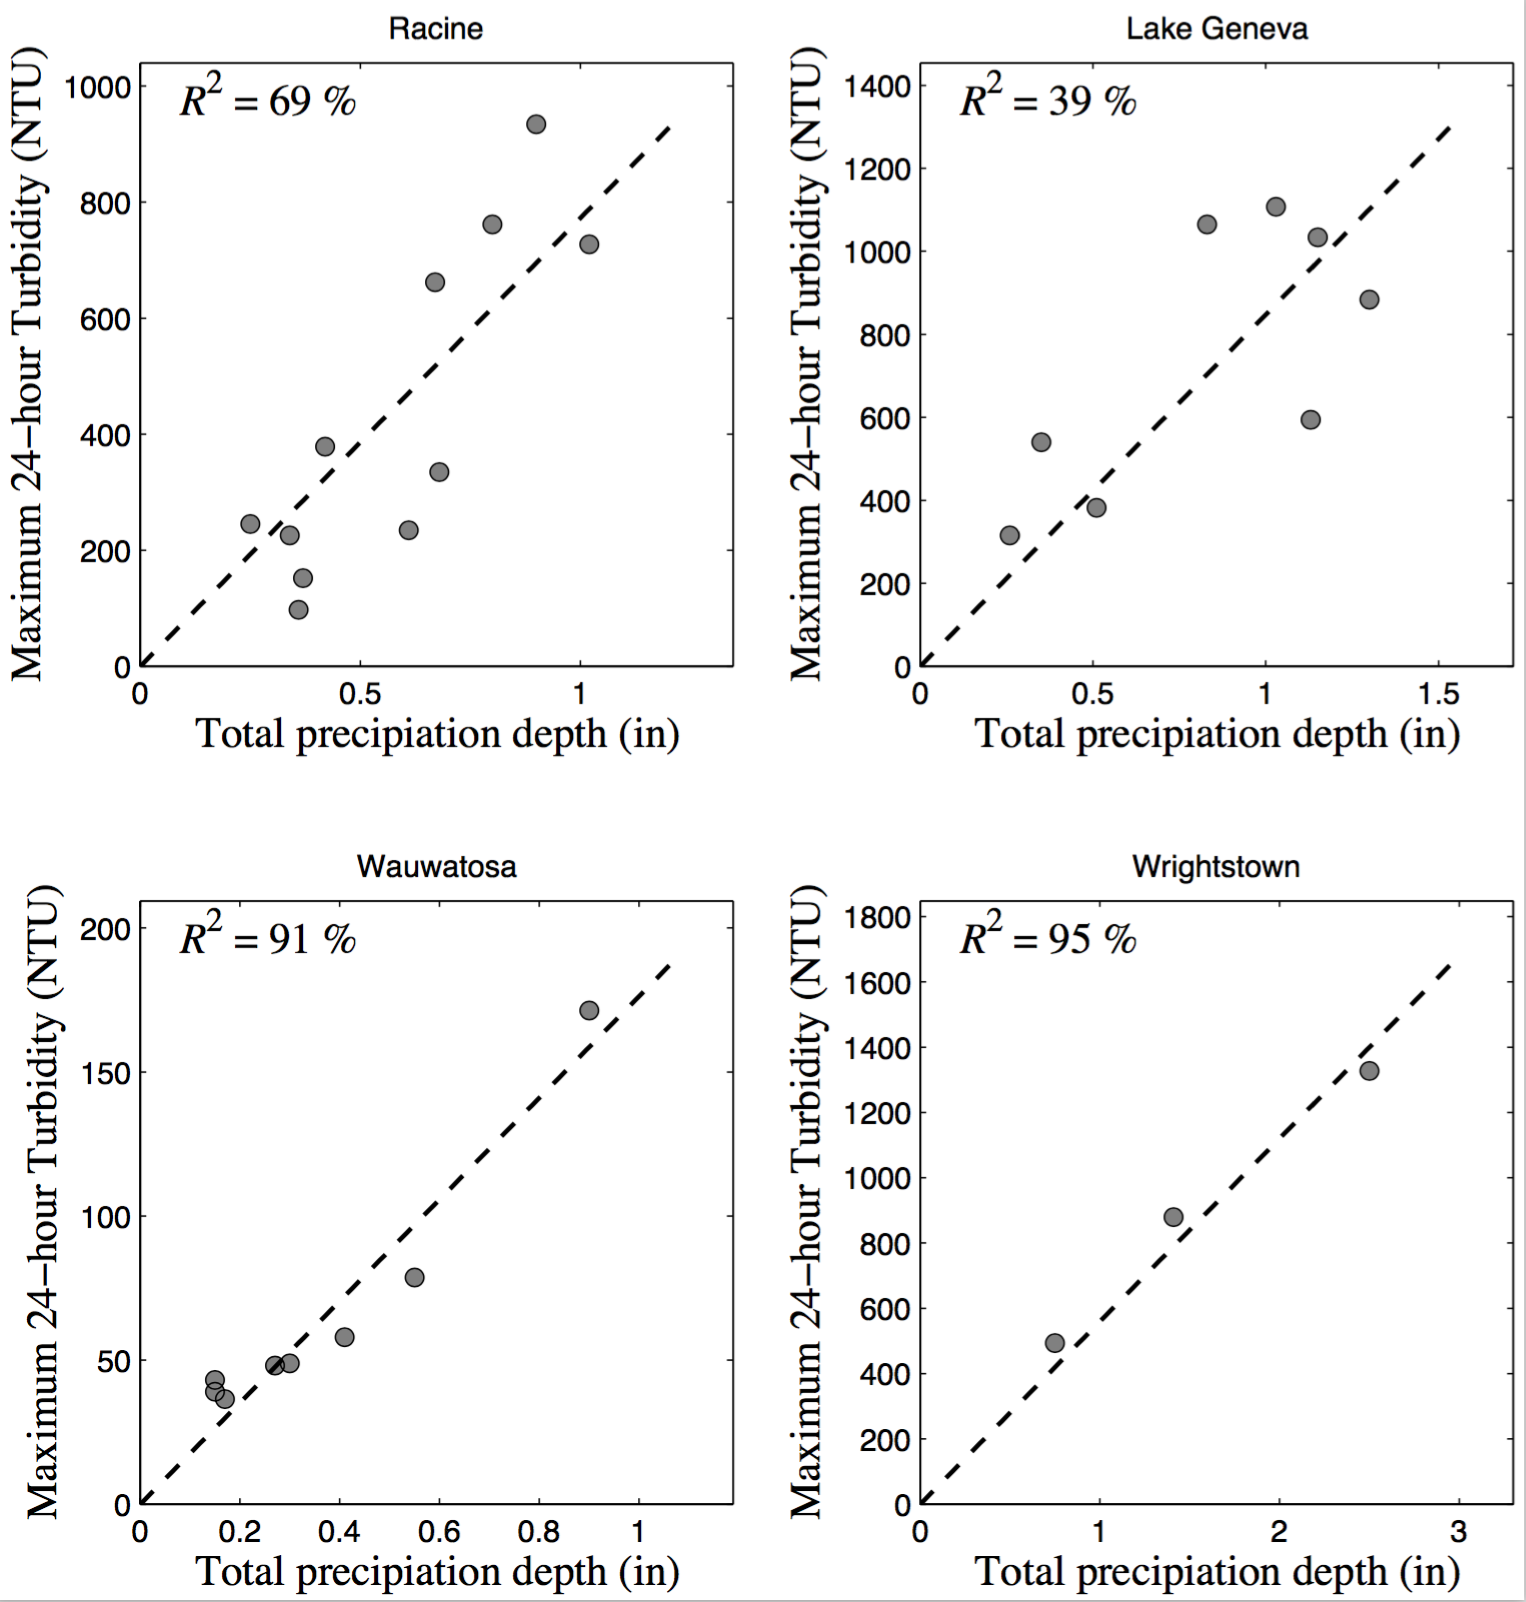 Racine
R² = 69 %
Maximum 24−hour Turbidity (NTU)
1000
800
600
400
200
0
0 0.5 1
Total precipiation depth (in)
Lake Geneva
R² = 39 %
Maximum 24−hour Turbidity (NTU)
1400
1200
1000
800
600
400
200
0
0 0.5 1 1.5
Total precipiation depth (in)
Wauwatosa
R² = 91 %
Maximum 24−hour Turbidity (NTU)
200
150
100
50
0
0 0.2 0.4 0.6 0.8 1
Total precipiation depth (in)
Wrightstown
R² = 95 %
Maximum 24−hour Turbidity (NTU)
1800
1600
1400
1200
1000
800
600
400
200
0
0 1 2 3
Total precipiation depth (in)